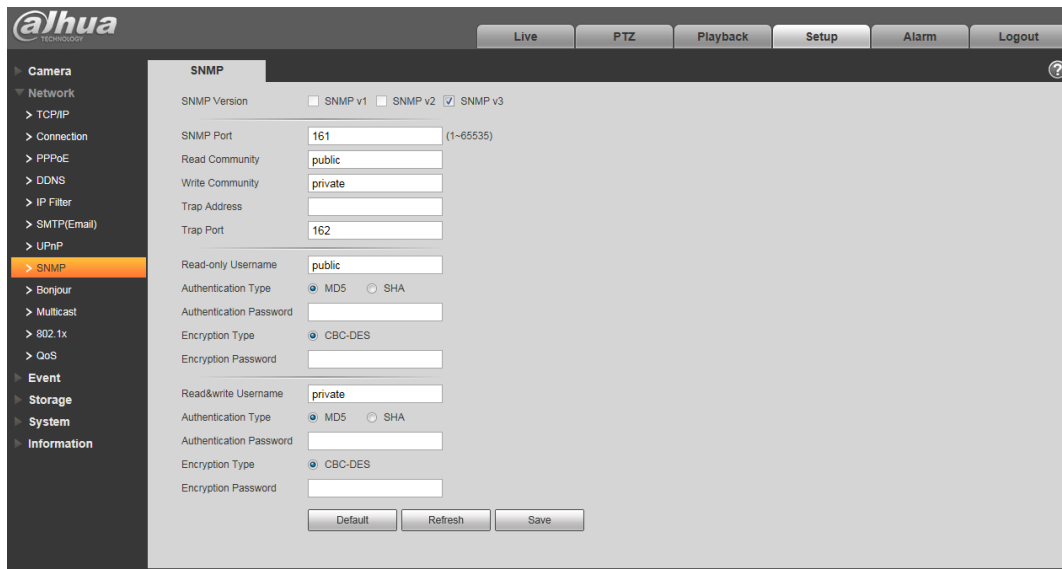 alhua
TECHNOLOGY
Live PTZ Playback Setup Alarm Logout
Camera
Network
> TCP/IP
> Connection
> PPPoE
> DDNS
> IP Filter
> SMTP(Email)
> UPnP
> SNMP
> Bonjour
> Multicast
> 802.1x
> QoS
Event
Storage
System
Information
SNMP
?
SNMP Version SNMP v1 SNMP v2 SNMP v3
SNMP Port 161 (1~65535)
Read Community public
Write Community private
Trap Address
Trap Port 162
Read-only Username public
Authentication Type MD5 SHA
Authentication Password
Encryption Type CBC-DES
Encryption Password
Read&write Username private
Authentication Type MD5 SHA
Authentication Password
Encryption Type CBC-DES
Encryption Password
Default Refresh Save